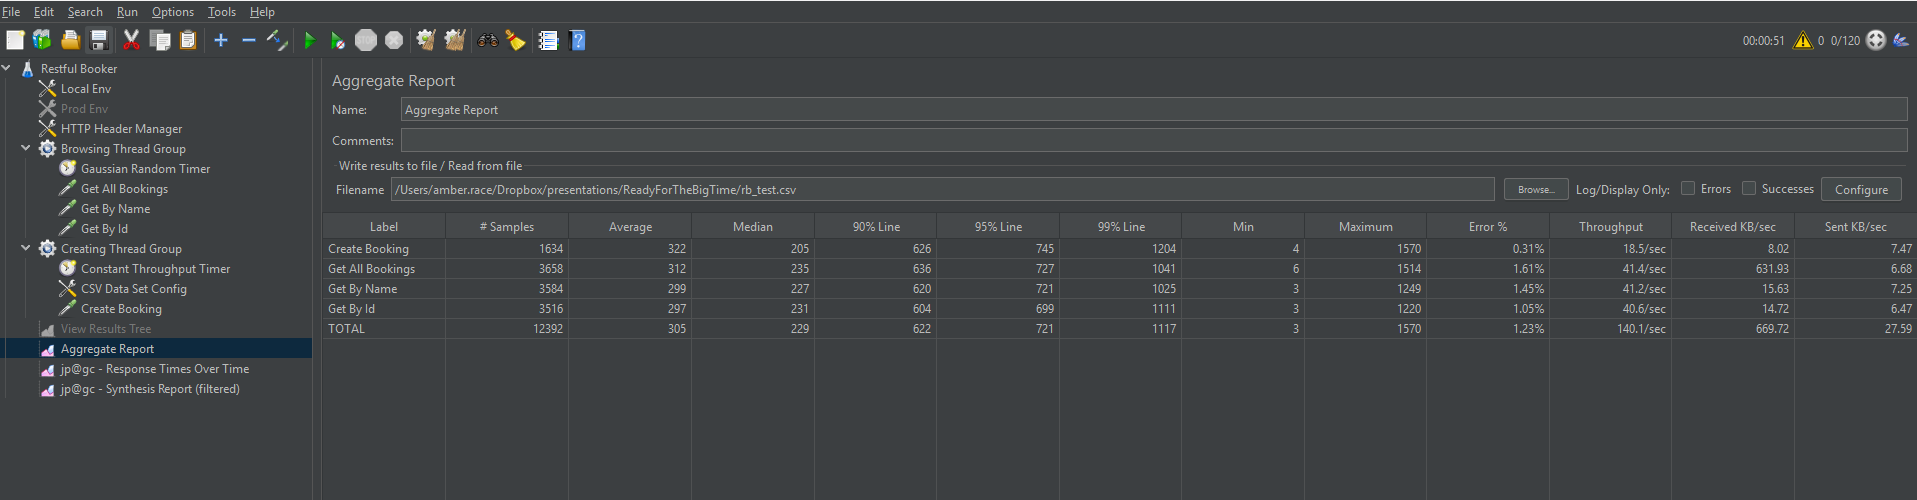 File Edit Search Run Options Tools Help
STOP 00:00:51 0 0/120
Restful Booker
Local Env
Prod Env
HTTP Header Manager
Browsing Thread Group
Gaussian Random Timer
Get All Bookings
Get By Name
Get By Id
Creating Thread Group
Constant Throughput Timer
CSV Data Set Config
Create Booking
View Results Tree
Aggregate Report
jp@gc - Response Times Over Time
jp@gc - Synthesis Report (filtered)
Aggregate Report
Name: Aggregate Report
Comments:
Write results to file / Read from file
Filename /Users/amber.race/Dropbox/presentations/ReadyForTheBigTime/rb_test.csv Browse... Log/Display Only: Errors Successes Configure
Label # Samples Average Median 90% Line 95% Line 99% Line Min Maximum Error % Throughput Received KB/sec Sent KB/sec
Create Booking 1634 322 205 626 745 1204 4 1570 0.31% 18.5/sec 8.02 7.47
Get All Bookings 3658 312 235 636 727 1041 6 1514 1.61% 41.4/sec 631.93 6.68
Get By Name 3584 299 227 620 721 1025 3 1249 1.45% 41.2/sec 15.63 7.25
Get By Id 3516 297 231 604 699 1111 3 1220 1.05% 40.6/sec 14.72 6.47
TOTAL 12392 305 229 622 721 1117 3 1570 1.23% 140.1/sec 669.72 27.59